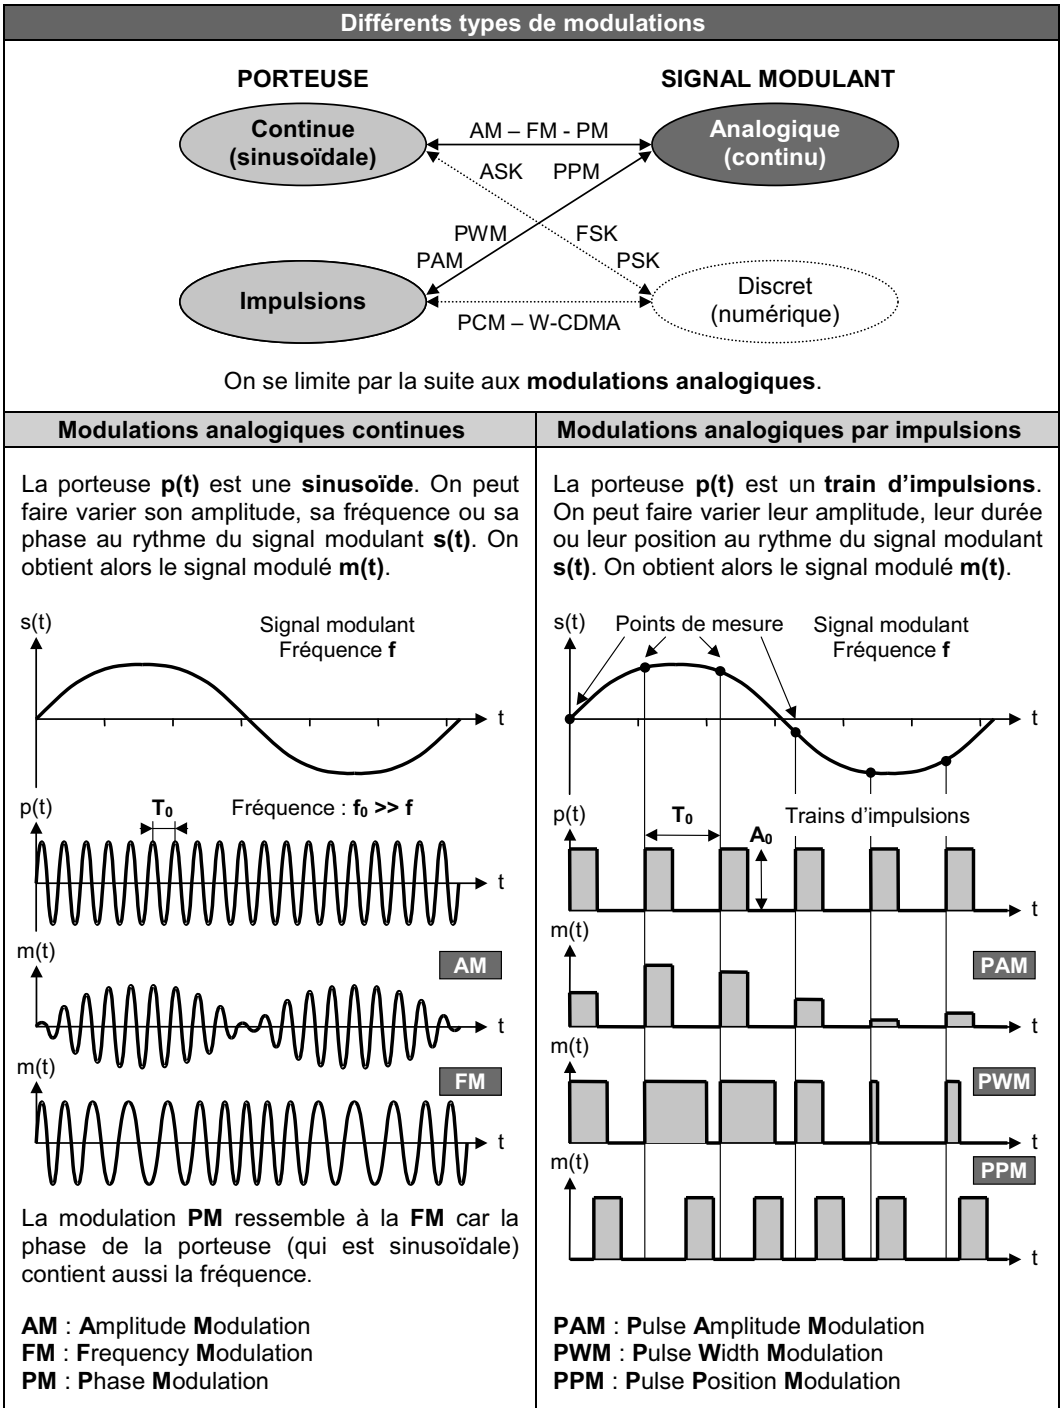 Différents types de modulations
PORTEUSE
SIGNAL MODULANT
Continue
(sinusoïdale)
AM – FM - PM
Analogique
(continu)
ASK
PPM
PWM
FSK
PAM
PSK
Impulsions
Discret
(numérique)
PCM – W-CDMA
On se limite par la suite aux modulations analogiques.
Modulations analogiques continues
La porteuse p(t) est une sinusoïde. On peut
faire varier son amplitude, sa fréquence ou sa
phase au rythme du signal modulant s(t). On
obtient alors le signal modulé m(t).
s(t)
Signal modulant
Fréquence f
t
p(t)
T0
Fréquence : f0 >> f
t
m(t)
AM
t
m(t)
FM
t
La modulation PM ressemble à la FM car la
phase de la porteuse (qui est sinusoïdale)
contient aussi la fréquence.
AM : Amplitude Modulation
FM : Frequency Modulation
PM : Phase Modulation
Modulations analogiques par impulsions
La porteuse p(t) est un train d’impulsions.
On peut faire varier leur amplitude, leur durée
ou leur position au rythme du signal modulant
s(t). On obtient alors le signal modulé m(t).
s(t)
Points de mesure
Signal modulant
Fréquence f
t
p(t)
T0
A0
Trains d’impulsions
t
m(t)
PAM
t
m(t)
PWM
t
m(t)
PPM
t
PAM : Pulse Amplitude Modulation
PWM : Pulse Width Modulation
PPM : Pulse Position Modulation